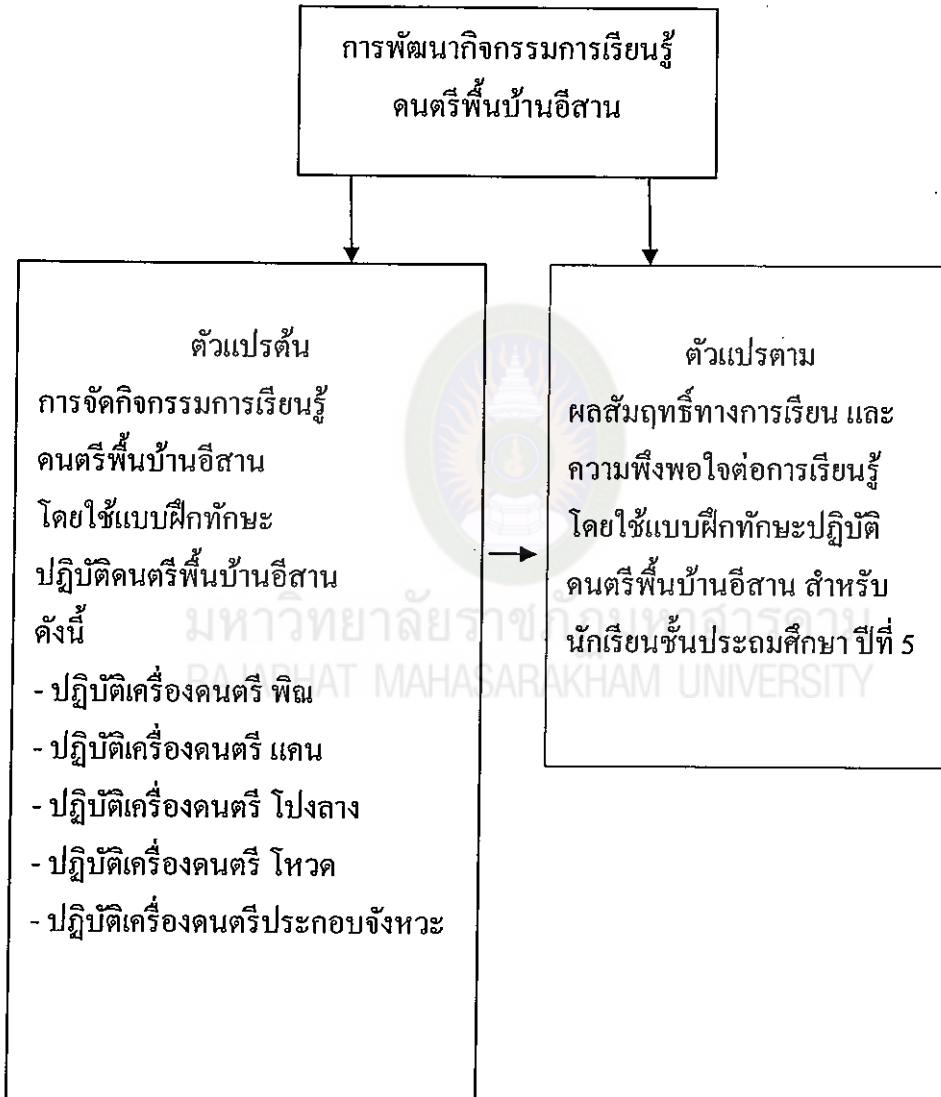 การพัฒนากิจกรรมการเรียนรู้
ดนตรีพื้นบ้านอีสาน
ตัวแปรต้น
การจัดกิจกรรมการเรียนรู้
ดนตรีพื้นบ้านอีสาน
โดยใช้แบบฝึกทักษะ
ปฏิบัติดนตรีพื้นบ้านอีสาน
ดังนี้
- ปฏิบัติเครื่องดนตรี พิณ
- ปฏิบัติเครื่องดนตรี แคน
- ปฏิบัติเครื่องดนตรี โปงลาง
- ปฏิบัติเครื่องดนตรี โหวด
- ปฏิบัติเครื่องดนตรีประกอบจังหวะ
ตัวแปรตาม
ผลสัมฤทธิ์ทางการเรียน และ
ความพึงพอใจต่อการเรียนรู้
โดยใช้แบบฝึกทักษะปฏิบัติ
ดนตรีพื้นบ้านอีสาน สำหรับ
นักเรียนชั้นประถมศึกษา ปีที่ 5
มหาวิทยาลัยราชภัฏมหาสารคาม
RAJABHAT MAHASARAKHAM UNIVERSITY